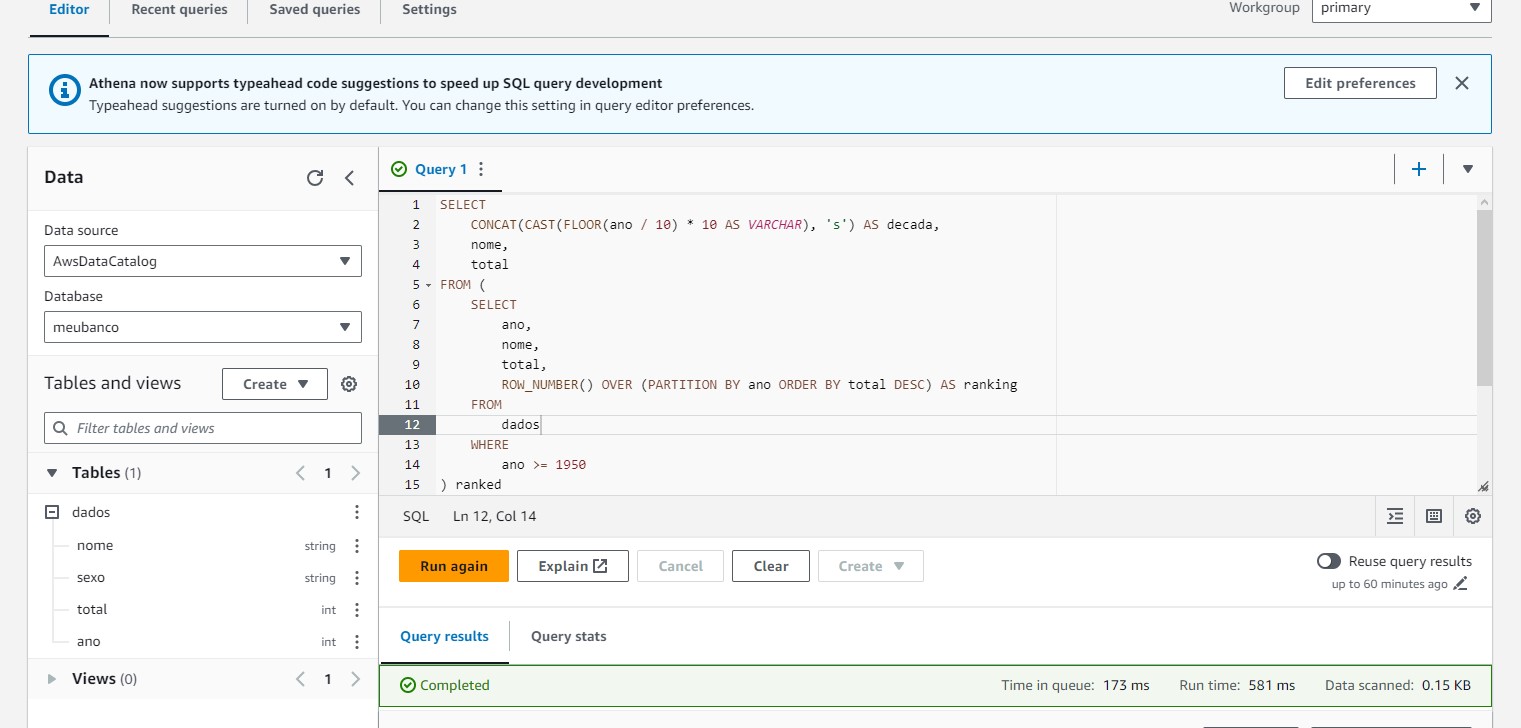 Editor Recent queries Saved queries Settings Workgroup primary
Athena now supports typeahead code suggestions to speed up SQL query development
Typeahead suggestions are turned on by default. You can change this setting in query editor preferences.
Edit preferences
Data
Data source
AwsDataCatalog
Database
meubanco
Tables and views Create
Filter tables and views
Tables (1) 1
dados
nome string
sexo string
total int
ano int
Views (0) 1
Query 1
1 SELECT
2 CONCAT(CAST(FLOOR(ano / 10) * 10 AS VARCHAR), 's') AS decada,
3 nome,
4 total
5 FROM (
6 SELECT
7 ano,
8 nome,
9 total,
10 ROW_NUMBER() OVER (PARTITION BY ano ORDER BY total DESC) AS ranking
11 FROM
12 dados
13 WHERE
14 ano >= 1950
15 ) ranked
SQL Ln 12, Col 14
Run again Explain Cancel Clear Create
Reuse query results
up to 60 minutes ago
Query results Query stats
Completed Time in queue: 173 ms Run time: 581 ms Data scanned: 0.15 KB